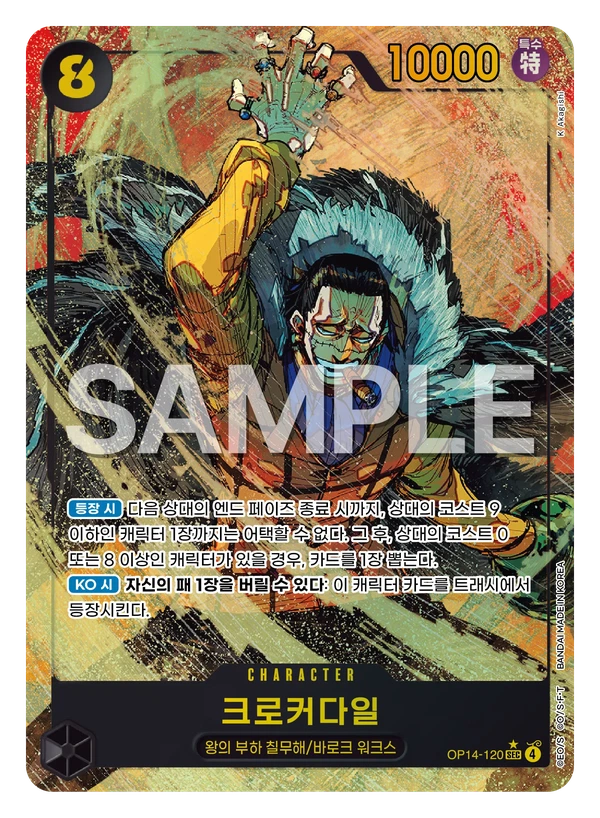 8
10000
특수
特
K Akagishi
SAMPLE
등장 시 다음 상대의 엔드 페이즈 종료 시까지, 상대의 코스트 9
이하인 캐릭터 1장까지는 어택할 수 없다. 그 후, 상대의 코스트 0
또는 8 이상인 캐릭터가 있을 경우, 카드를 1장 뽑는다.
KO 시 자신의 패 1장을 버릴 수 있다: 이 캐릭터 카드를 트래시에서
등장시킨다.
CHARACTER
크로커다일
왕의 부하 칠무해/바로크 워크스
OP14-120 SEC 4
©EO/S ©O/S·F·T BANDAI MADE IN KOREA